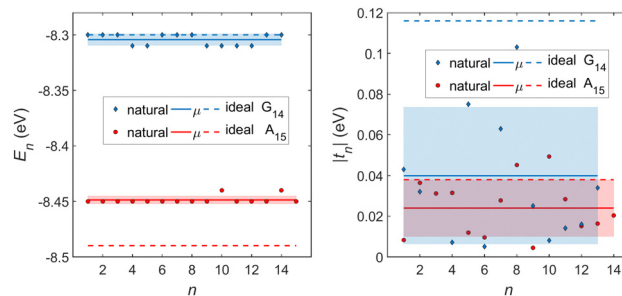 -8.3
-8.35
-8.4
-8.45
-8.5
E_n (eV)
2 4 6 8 10 12 14
n
natural μ ideal G_14
natural μ ideal A_15
0.12
0.1
0.08
0.06
0.04
0.02
0
|t_n| (eV)
2 4 6 8 10 12 14
n
natural μ ideal G_14
natural μ ideal A_15